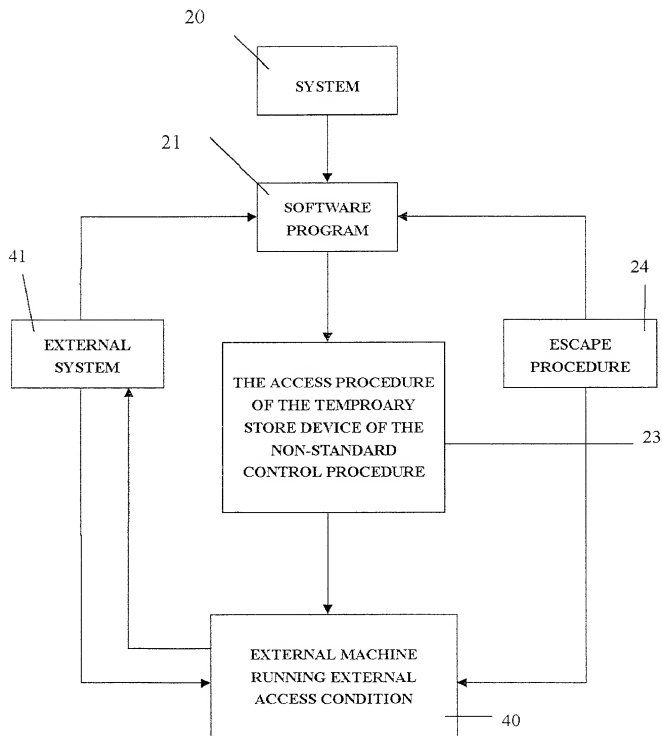 20
SYSTEM
21
SOFTWARE
PROGRAM
41
EXTERNAL
SYSTEM
24
ESCAPE
PROCEDURE
THE ACCESS PROCEDURE
OF THE TEMPROARY
STORE DEVICE OF THE
NON-STANDARD
CONTROL PROCEDURE
23
EXTERNAL MACHINE
RUNNING EXTERNAL
ACCESS CONDITION
40